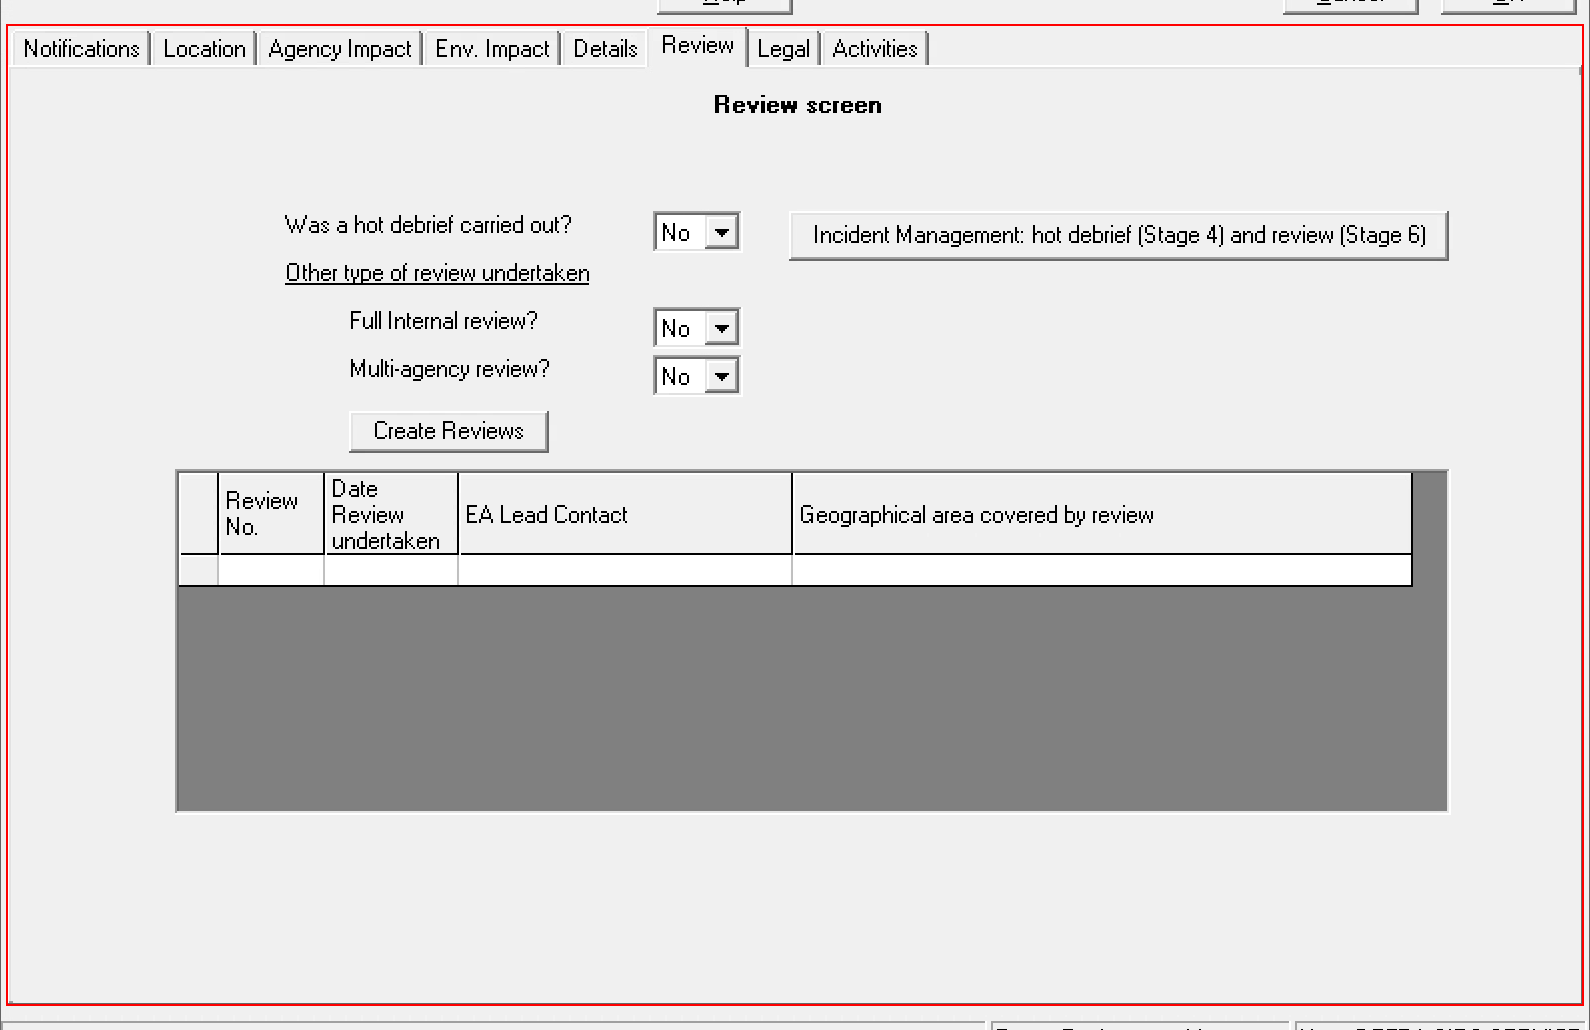 Notifications Location Agency Impact Env. Impact Details Review Legal Activities
Review screen
Was a hot debrief carried out? No Incident Management: hot debrief (Stage 4) and review (Stage 6)
Other type of review undertaken
Full Internal review? No
Multi-agency review? No
Create Reviews
Review No.
Date Review undertaken
EA Lead Contact
Geographical area covered by review